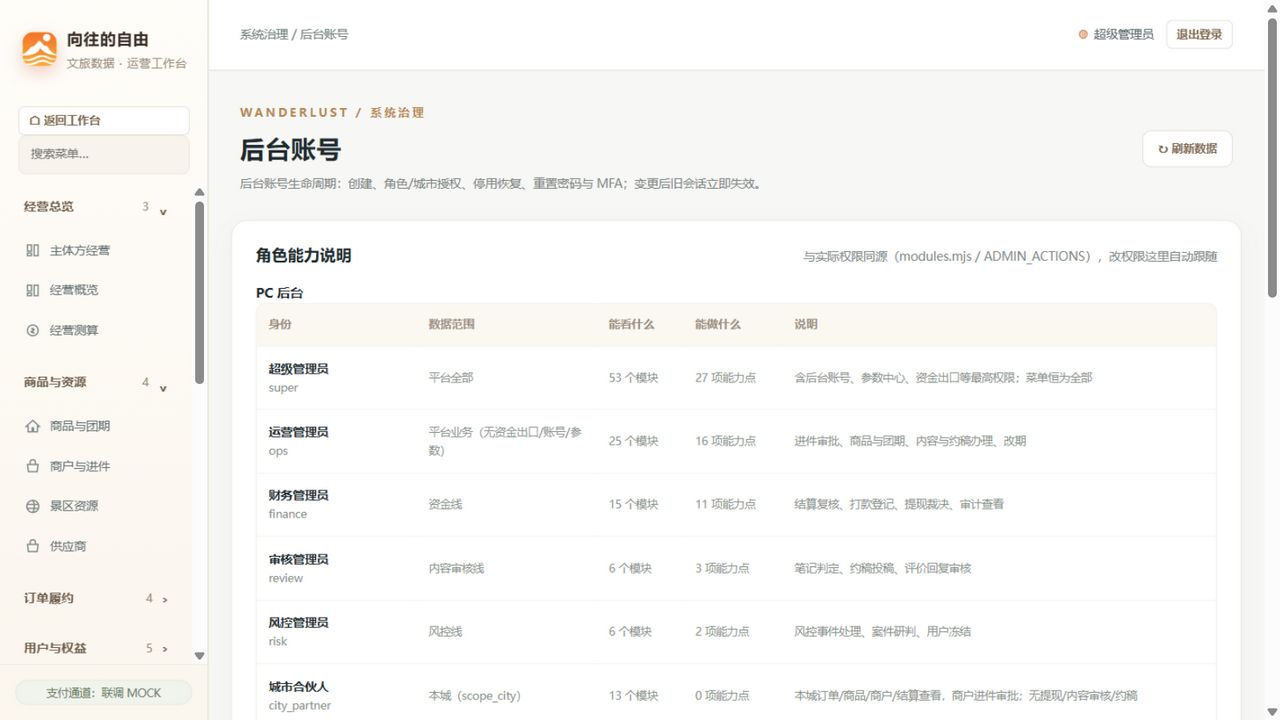 向往的自由
文旅数据 · 运营工作台
返回工作台
搜索菜单...
经营总览 3
主体方经营
经营概览
经营测算
商品与资源 4
商品与团期
商户与进件
景区资源
供应商
订单履约 4
用户与权益 5
支付通道：联调 MOCK
系统治理 / 后台账号
超级管理员
退出登录
WANDERLUST / 系统治理
后台账号
刷新数据
后台账号生命周期：创建、角色/城市授权、停用恢复、重置密码与 MFA；变更后旧会话立即失效。
角色能力说明
与实际权限同源（modules.mjs / ADMIN_ACTIONS），改权限这里自动跟随
PC 后台
身份 数据范围 能看什么 能做什么 说明
超级管理员
super
平台全部 53 个模块 27 项能力点 含后台账号、参数中心、资金出口等最高权限；菜单恒为全部
运营管理员
ops
平台业务（无资金出口/账号/参
数）
25 个模块 16 项能力点 进件审批、商品与团期、内容与约稿办理、改期
财务管理员
finance
资金线 15 个模块 11 项能力点 结算复核、打款登记、提现裁决、审计查看
审核管理员
review
内容审核线 6 个模块 3 项能力点 笔记判定、约稿投稿、评价回复审核
风控管理员
risk
风控线 6 个模块 2 项能力点 风控事件处理、案件研判、用户冻结
城市合伙人
city_partner
本城（scope_city） 13 个模块 0 项能力点 本城订单/商品/商户/结算查看，商户进件审批；无提现/内容审核/约稿